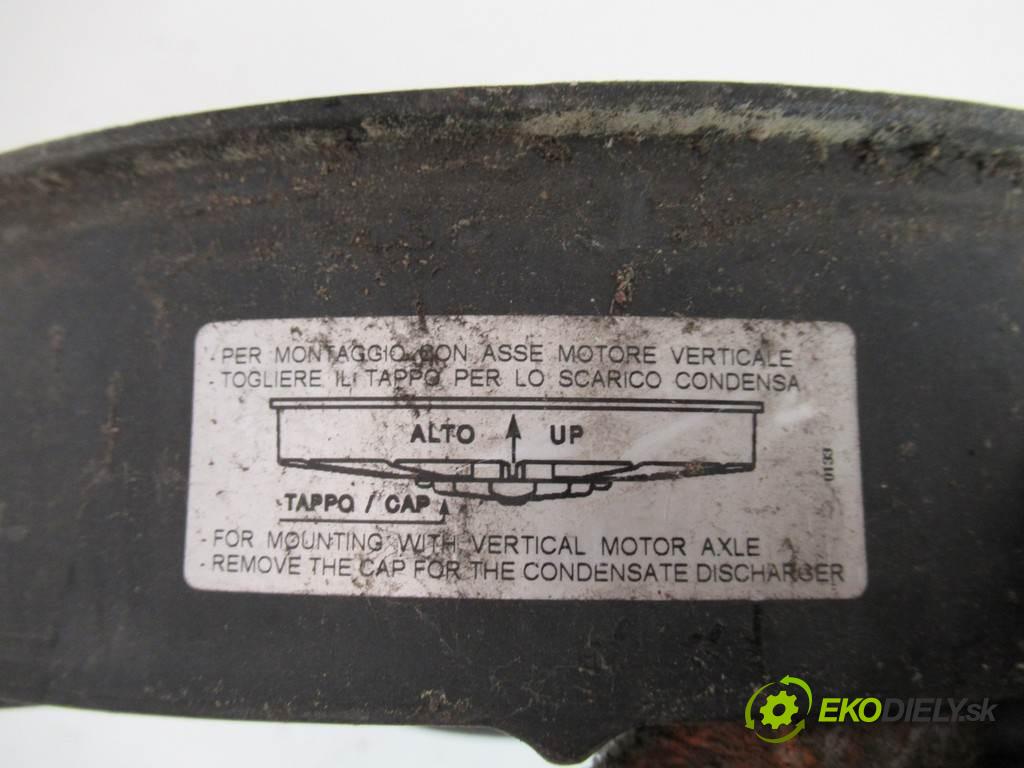 - PER MONTAGGIO CON ASSE MOTORE VERTICALE
- TOGLIERE IL TAPPO PER LO SCARICO CONDENSA
ALTO UP
TAPPO / CAP
0133
- FOR MOUNTING WITH VERTICAL MOTOR AXLE
- REMOVE THE CAP FOR THE CONDENSATE DISCHARGER
EKODIELY.sk